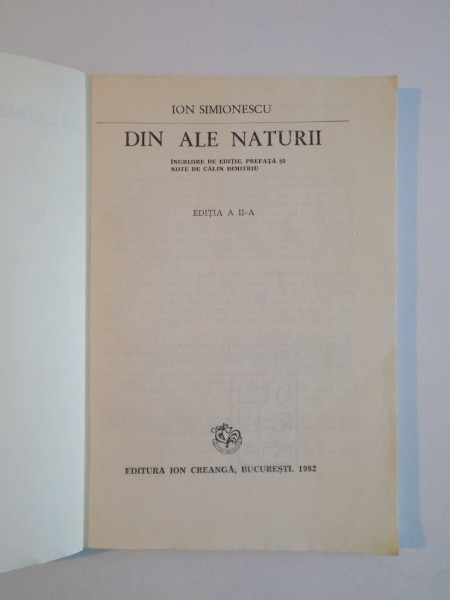 ION SIMIONESCU
DIN ALE NATURII
ÎNGRIJIRE DE EDIȚIE, PREFAȚĂ ȘI
NOTE DE CĂLIN DIMITRIU
EDIȚIA A II-A
EDITURA ION CREANGĂ, BUCUREȘTI, 1982